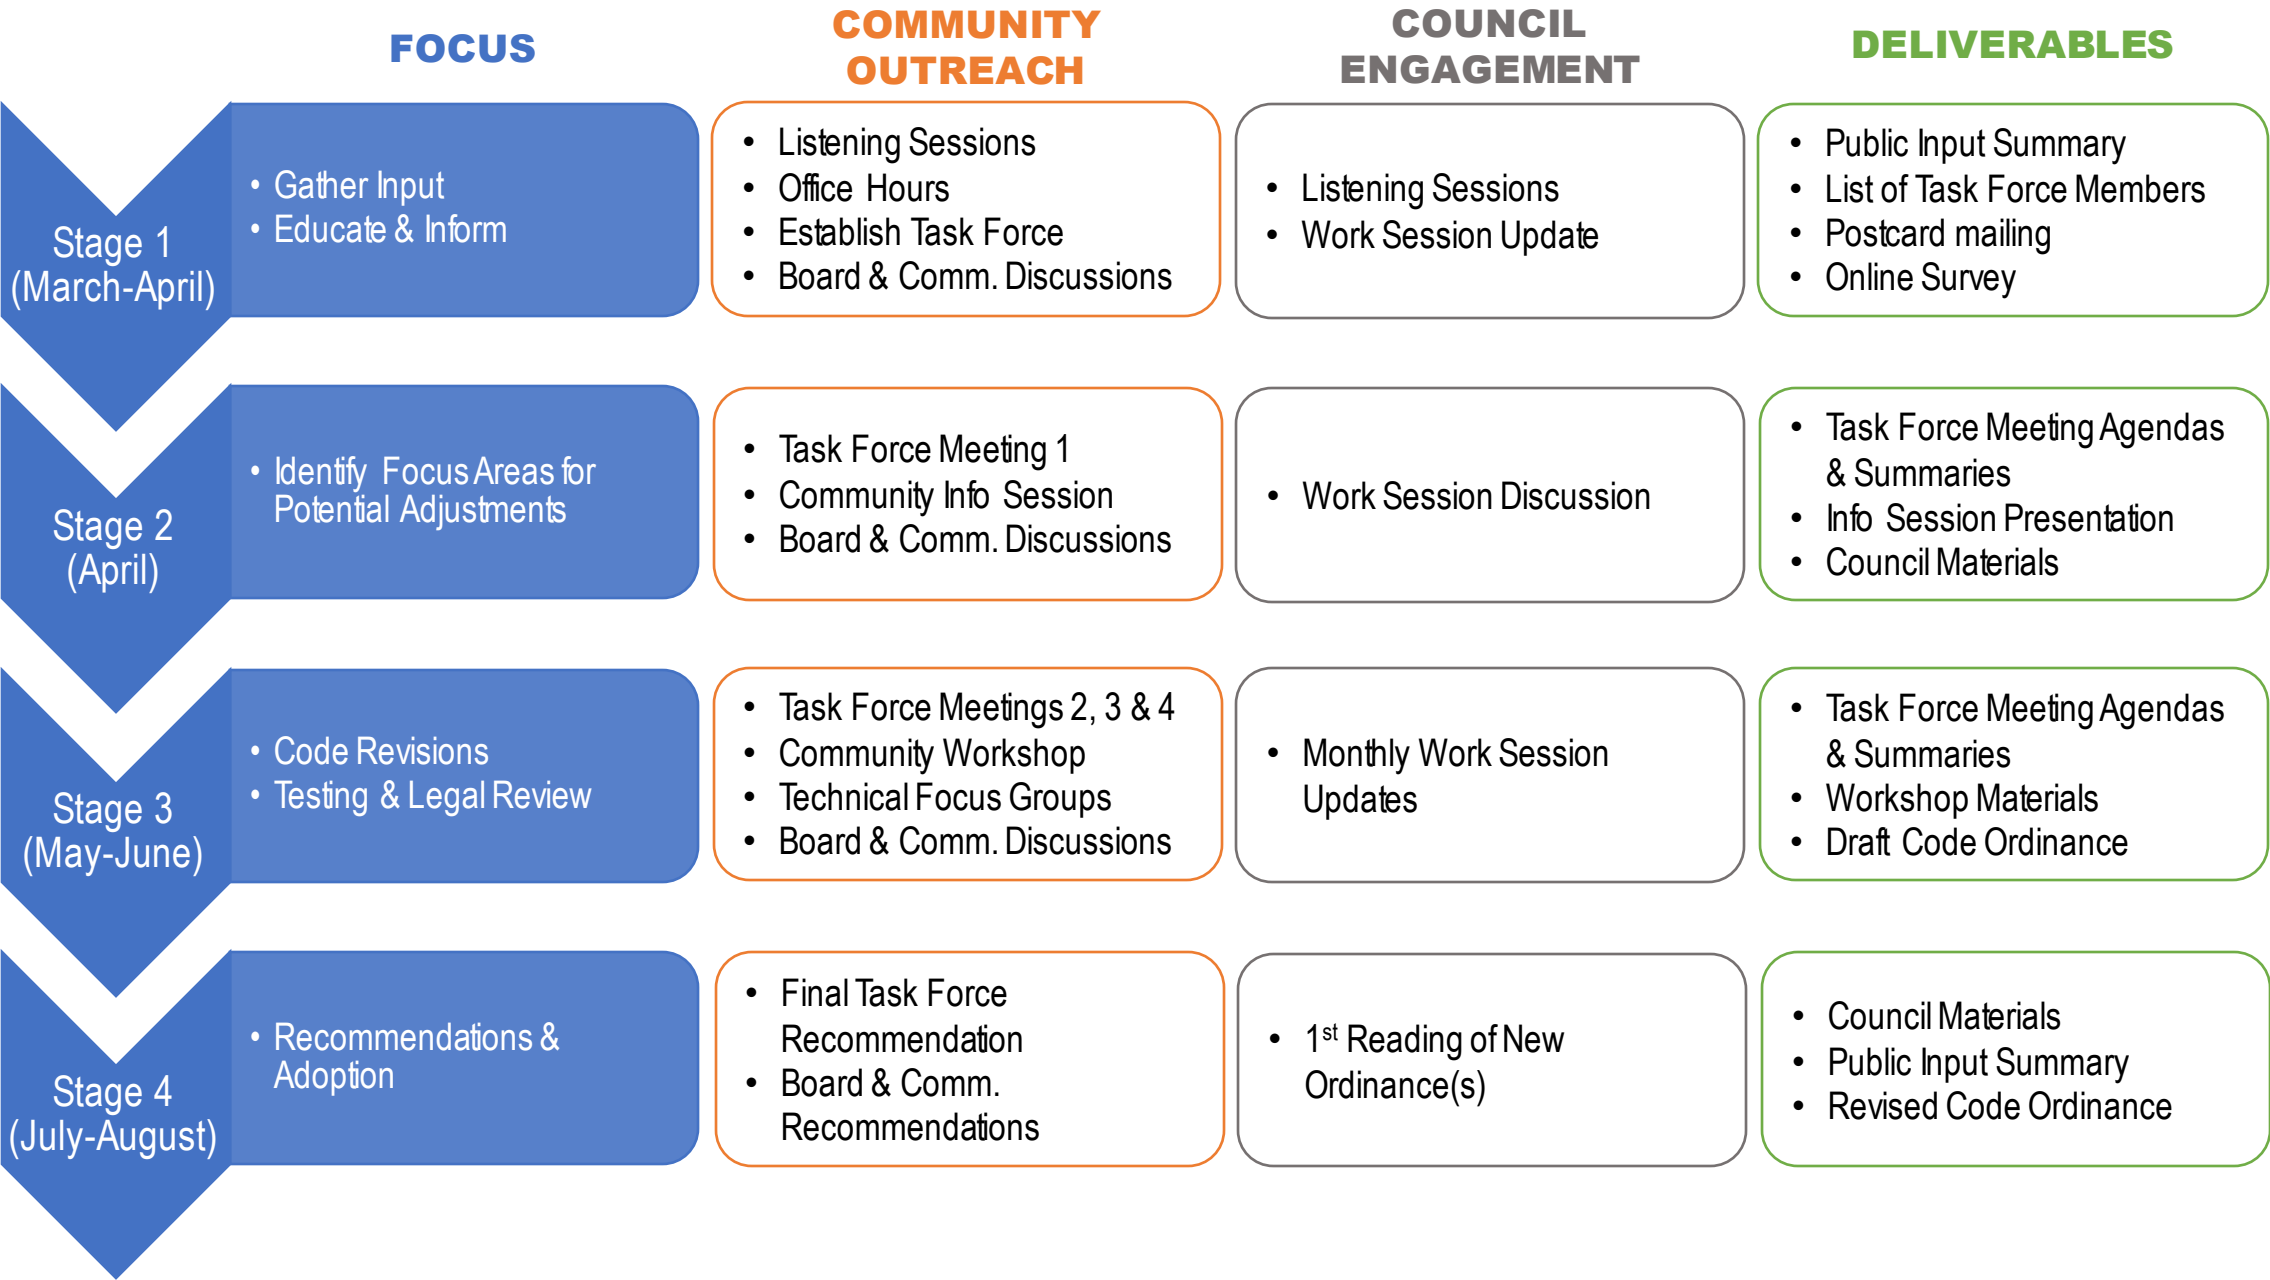 FOCUS
COMMUNITY
OUTREACH
COUNCIL
ENGAGEMENT
DELIVERABLES
Stage 1
(March-April)
• Gather Input
• Educate & Inform
• Listening Sessions
• Office Hours
• Establish Task Force
• Board & Comm. Discussions
• Listening Sessions
• Work Session Update
• Public Input Summary
• List of Task Force Members
• Postcard mailing
• Online Survey
Stage 2
(April)
• Identify Focus Areas for
Potential Adjustments
• Task Force Meeting 1
• Community Info Session
• Board & Comm. Discussions
• Work Session Discussion
• Task Force Meeting Agendas
& Summaries
• Info Session Presentation
• Council Materials
Stage 3
(May-June)
• Code Revisions
• Testing & Legal Review
• Task Force Meetings 2, 3 & 4
• Community Workshop
• Technical Focus Groups
• Board & Comm. Discussions
• Monthly Work Session
Updates
• Task Force Meeting Agendas
& Summaries
• Workshop Materials
• Draft Code Ordinance
Stage 4
(July-August)
• Recommendations &
Adoption
• Final Task Force
Recommendation
• Board & Comm.
Recommendations
• 1st Reading of New
Ordinance(s)
• Council Materials
• Public Input Summary
• Revised Code Ordinance